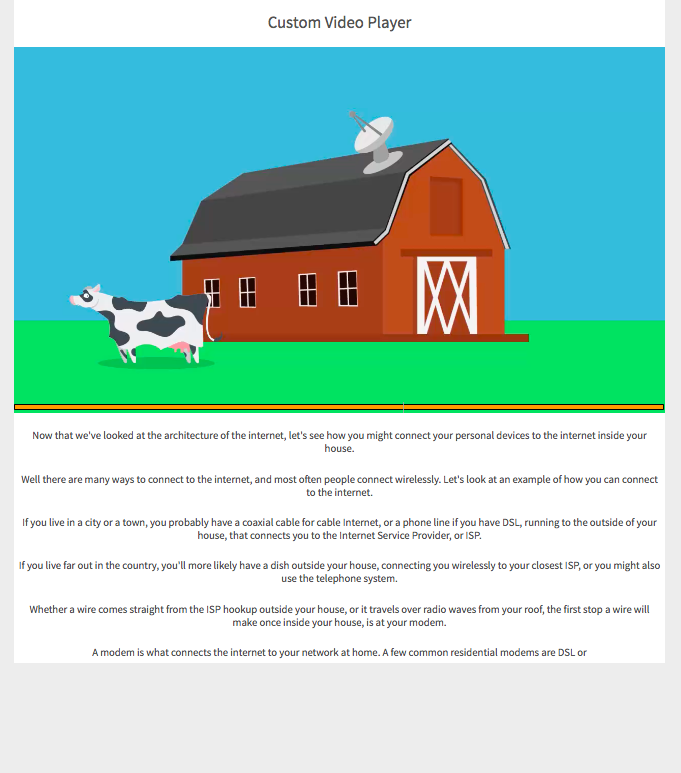 Custom Video Player
Now that we've looked at the architecture of the internet, let's see how you might connect your personal devices to the internet inside your
house.
Well there are many ways to connect to the internet, and most often people connect wirelessly. Let's look at an example of how you can connect
to the internet.
If you live in a city or a town, you probably have a coaxial cable for cable Internet, or a phone line if you have DSL, running to the outside of your
house, that connects you to the Internet Service Provider, or ISP.
If you live far out in the country, you'll more likely have a dish outside your house, connecting you wirelessly to your closest ISP, or you might also
use the telephone system.
Whether a wire comes straight from the ISP hookup outside your house, or it travels over radio waves from your roof, the first stop a wire will
make once inside your house, is at your modem.
A modem is what connects the internet to your network at home. A few common residential modems are DSL or